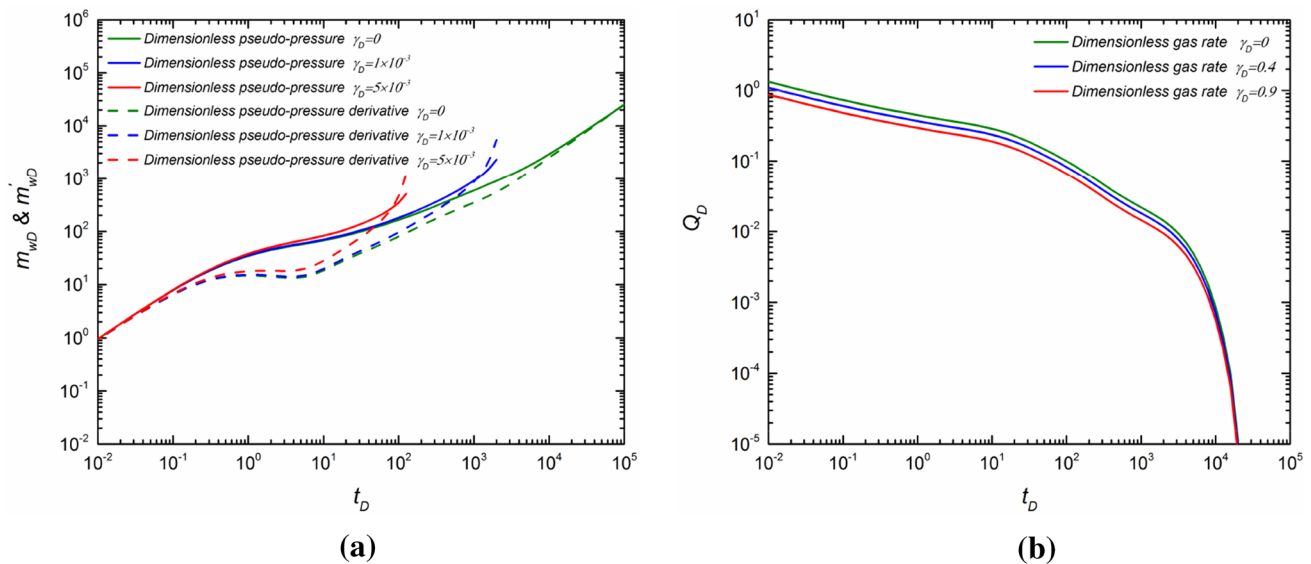 10^6
10^5
10^4
10^3
10^2
10^1
10^0
10^-1
10^-2
m_wD & m'_wD
Dimensionless pseudo-pressure γ_D=0
Dimensionless pseudo-pressure γ_D=1×10^-3
Dimensionless pseudo-pressure γ_D=5×10^-3
Dimensionless pseudo-pressure derivative γ_D=0
Dimensionless pseudo-pressure derivative γ_D=1×10^-3
Dimensionless pseudo-pressure derivative γ_D=5×10^-3
10^-2 10^-1 10^0 10^1 10^2 10^3 10^4 10^5
t_D
(a)
10^1
10^0
10^-1
10^-2
10^-3
10^-4
10^-5
Q_D
Dimensionless gas rate γ_D=0
Dimensionless gas rate γ_D=0.4
Dimensionless gas rate γ_D=0.9
10^-2 10^-1 10^0 10^1 10^2 10^3 10^4 10^5
t_D
(b)